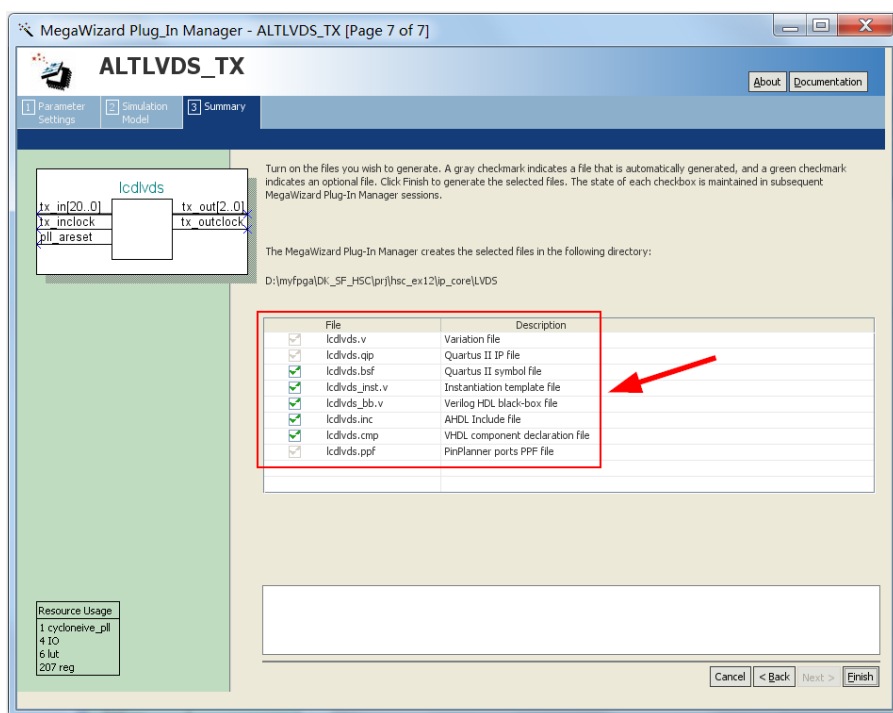 MegaWizard Plug_In Manager - ALTLVDS_TX [Page 7 of 7]
ALTLVDS_TX
About Documentation
1 Parameter Settings
2 Simulation Model
3 Summary
lcdlvds
tx_in[20..0] tx_out[2..0]
tx_inclock tx_outclock
pll_areset
Turn on the files you wish to generate. A gray checkmark indicates a file that is automatically generated, and a green checkmark
indicates an optional file. Click Finish to generate the selected files. The state of each checkbox is maintained in subsequent
MegaWizard Plug-In Manager sessions.
The MegaWizard Plug-In Manager creates the selected files in the following directory:
D:\myfpga\DK_SF_HSC\prj\hsc_ex12\ip_core\LVDS
File Description
lcdlvds.v Variation file
lcdlvds.qip Quartus II IP file
lcdlvds.bsf Quartus II symbol file
lcdlvds_inst.v Instantiation template file
lcdlvds_bb.v Verilog HDL black-box file
lcdlvds.inc AHDL Include file
lcdlvds.cmp VHDL component declaration file
lcdlvds.ppf PinPlanner ports PPF file
Resource Usage
1 cycloneive_pll
4 IO
6 lut
207 reg
Cancel < Back Next > Finish